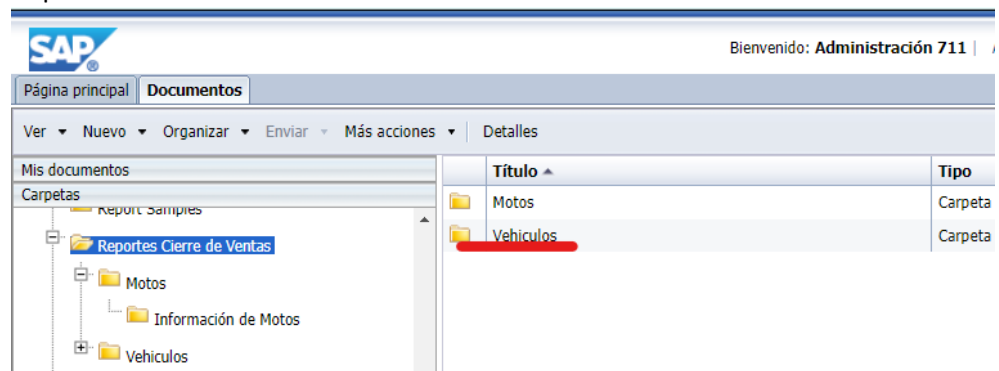 SAP
®
Bienvenido: Administración 711 |
Página principal Documentos
Ver Nuevo Organizar Enviar Más acciones Detalles
Mis documentos
Carpetas
Report Samples
Reportes Cierre de Ventas
Motos
Información de Motos
Vehiculos
Título Tipo
Motos Carpeta
Vehiculos Carpeta